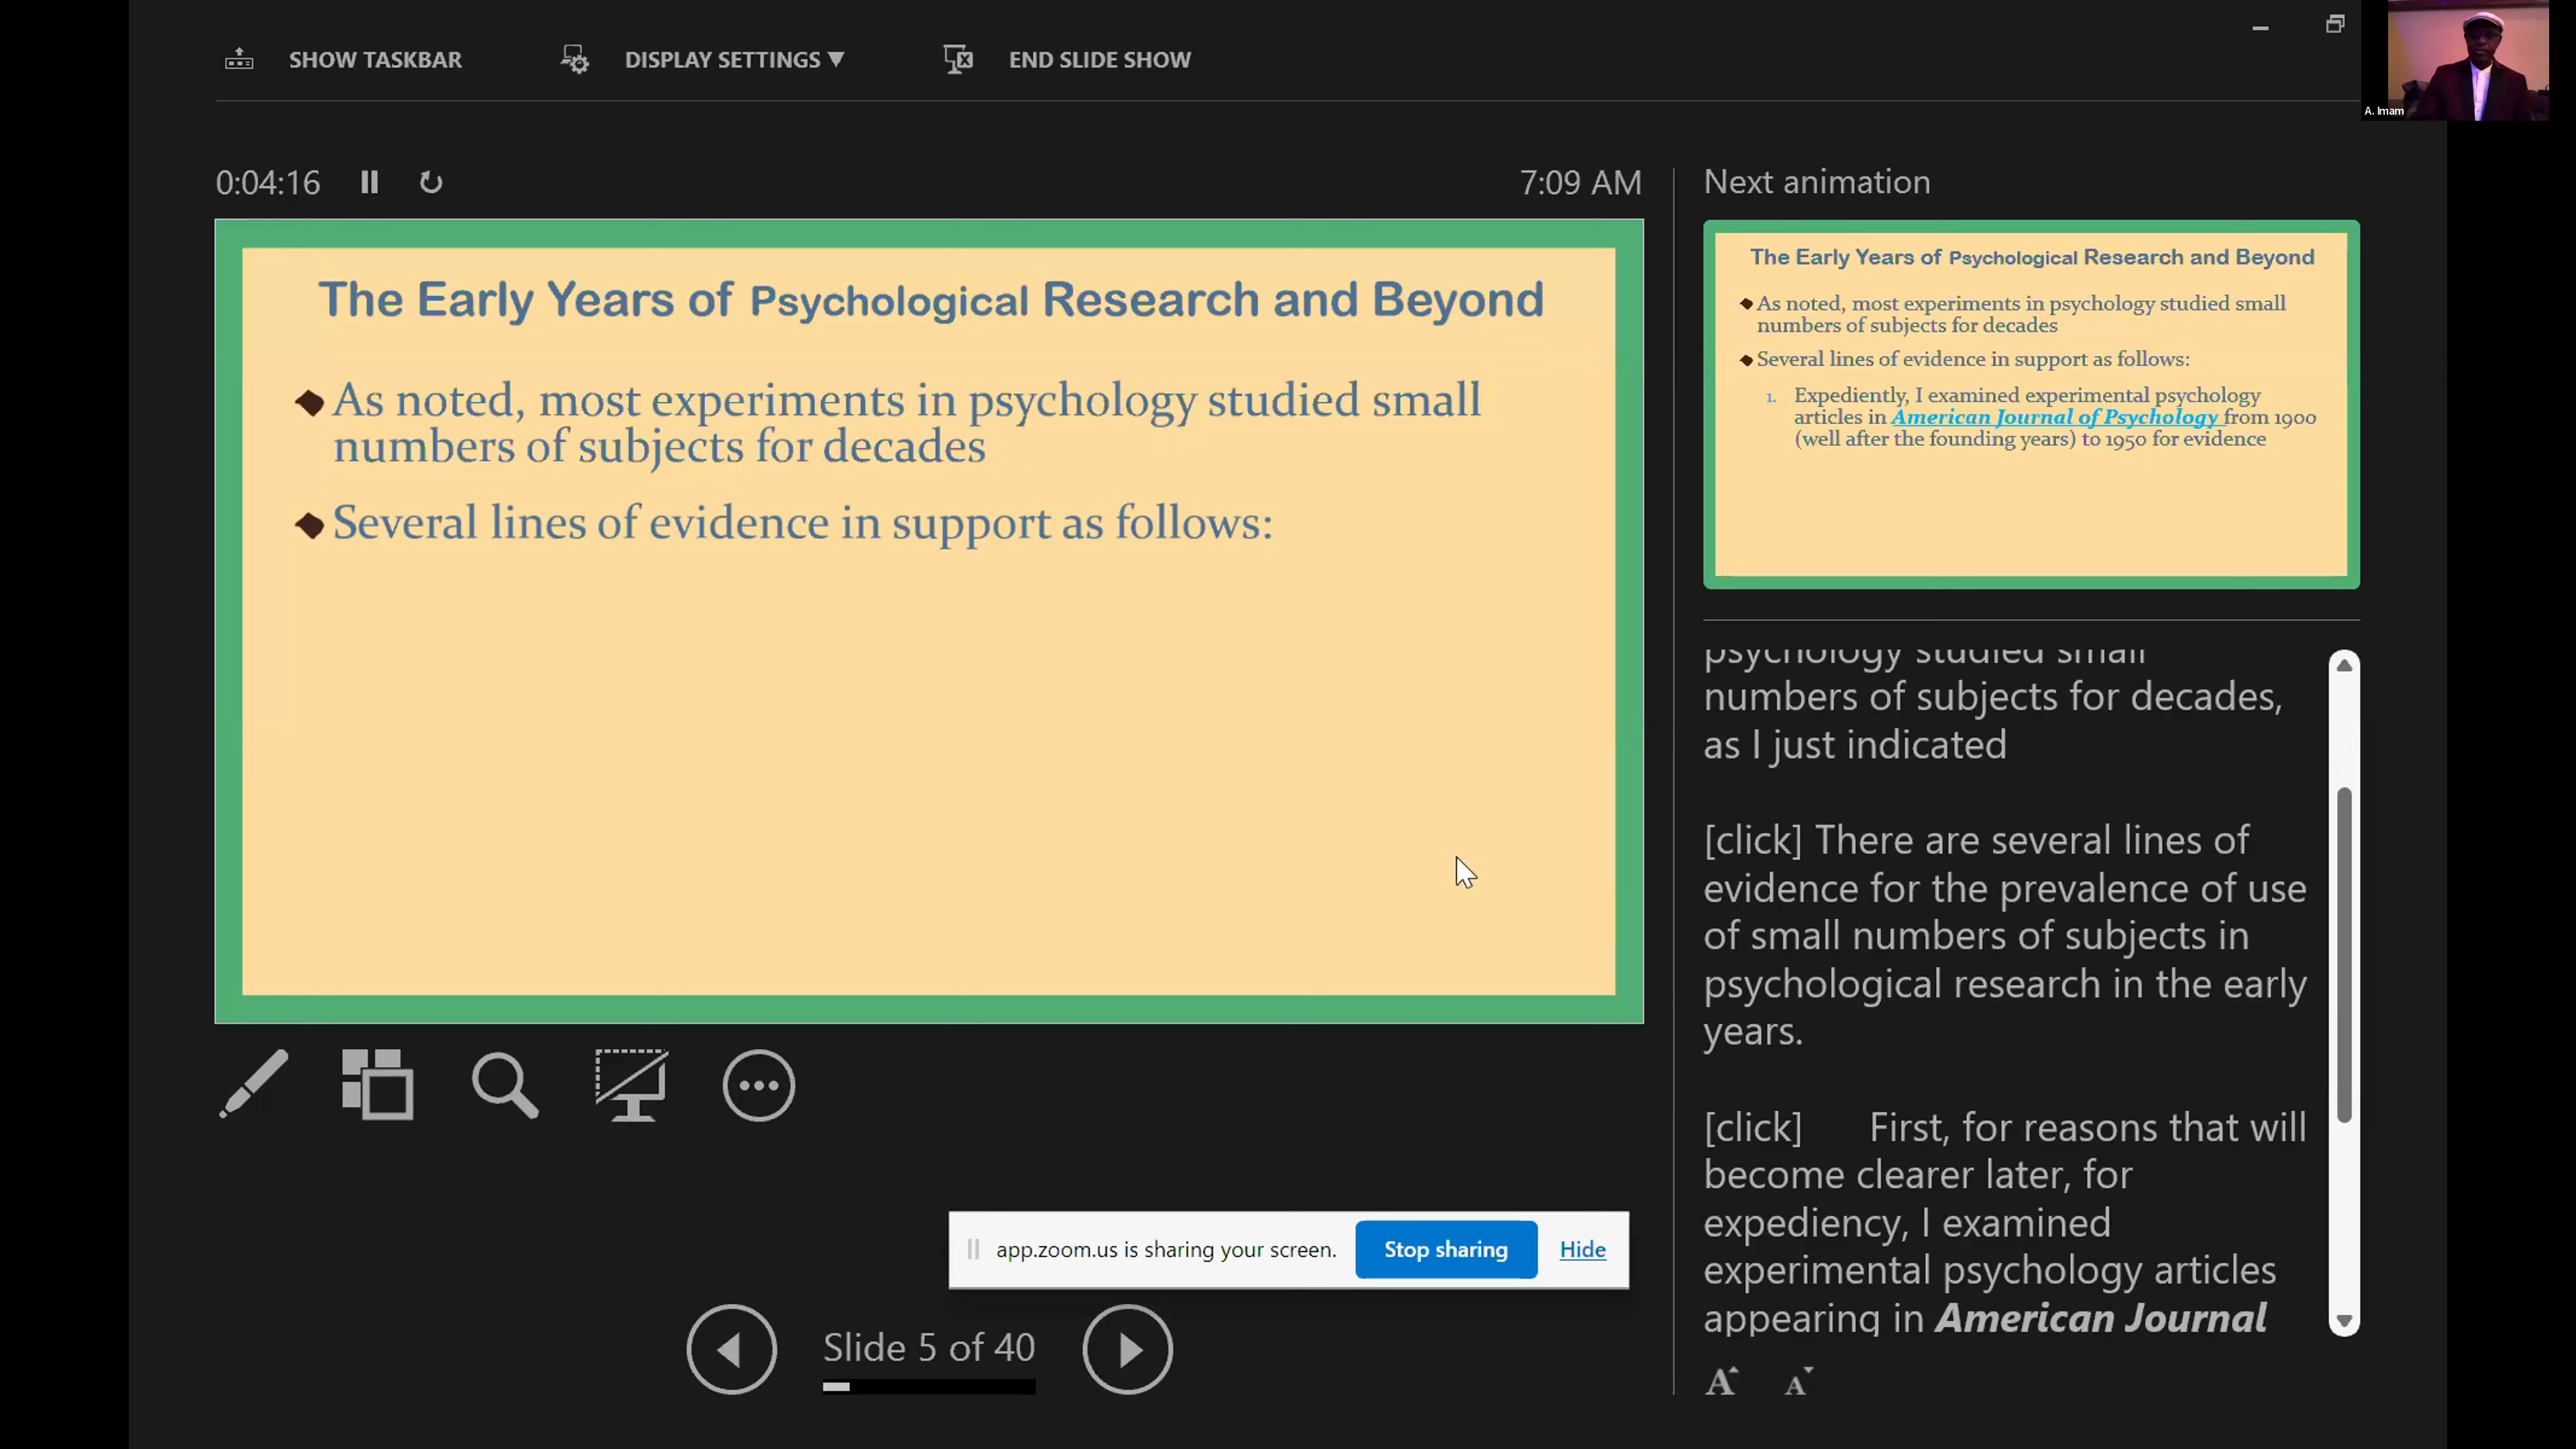 SHOW TASKBAR
DISPLAY SETTINGS ▼
END SLIDE SHOW
A. Imam
0:04:16
7:09 AM
The Early Years of Psychological Research and Beyond
As noted, most experiments in psychology studied small
numbers of subjects for decades
Several lines of evidence in support as follows:
Next animation
The Early Years of Psychological Research and Beyond
As noted, most experiments in psychology studied small
numbers of subjects for decades
Several lines of evidence in support as follows:
1. Expediently, I examined experimental psychology
articles in American Journal of Psychology from 1900
(well after the founding years) to 1950 for evidence
psychology studied small
numbers of subjects for decades,
as I just indicated
[click] There are several lines of
evidence for the prevalence of use
of small numbers of subjects in
psychological research in the early
years.
[click] First, for reasons that will
become clearer later, for
expediency, I examined
experimental psychology articles
appearing in American Journal
app.zoom.us is sharing your screen.
Stop sharing
Hide
Slide 5 of 40
A A